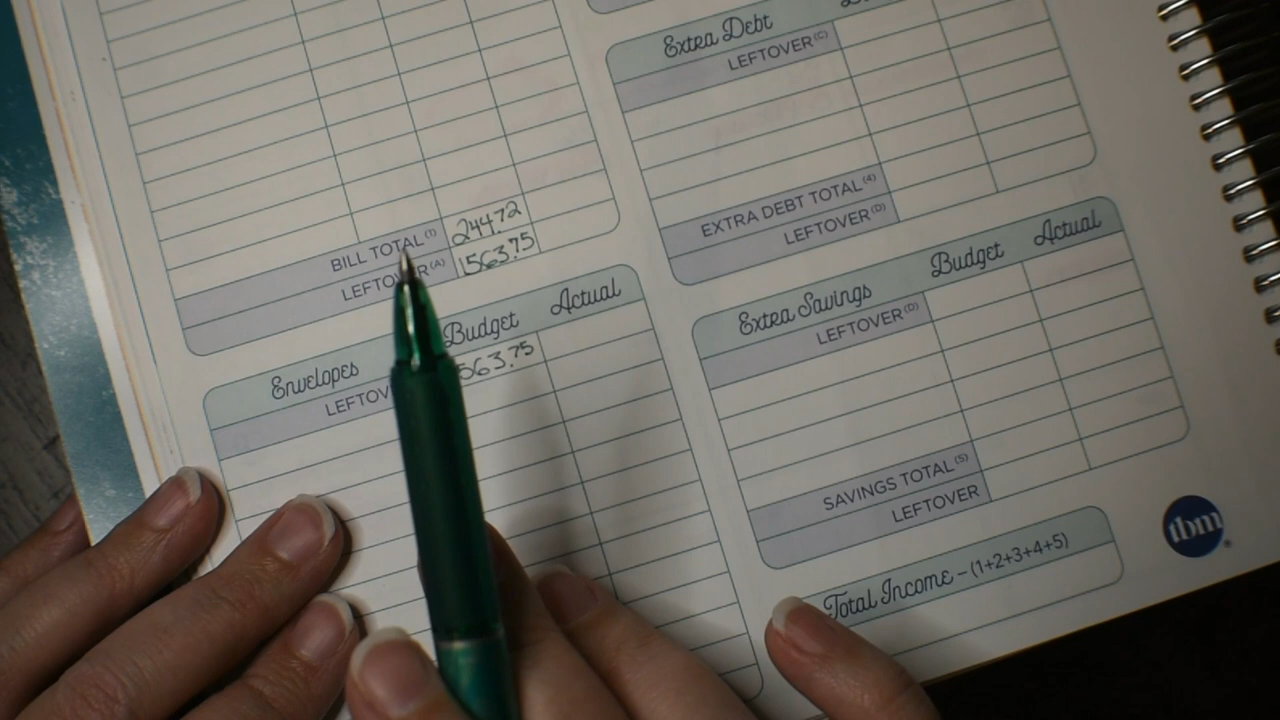 BILL TOTAL (1) 244.72
LEFTOVER (A) 1563.75
Envelopes Budget Actual
563.75
Extra Debt
LEFTOVER (C)
EXTRA DEBT TOTAL (4)
LEFTOVER (D)
Extra Savings Budget Actual
LEFTOVER (D)
SAVINGS TOTAL (5)
LEFTOVER
Total Income – (1+2+3+4+5)
tbm